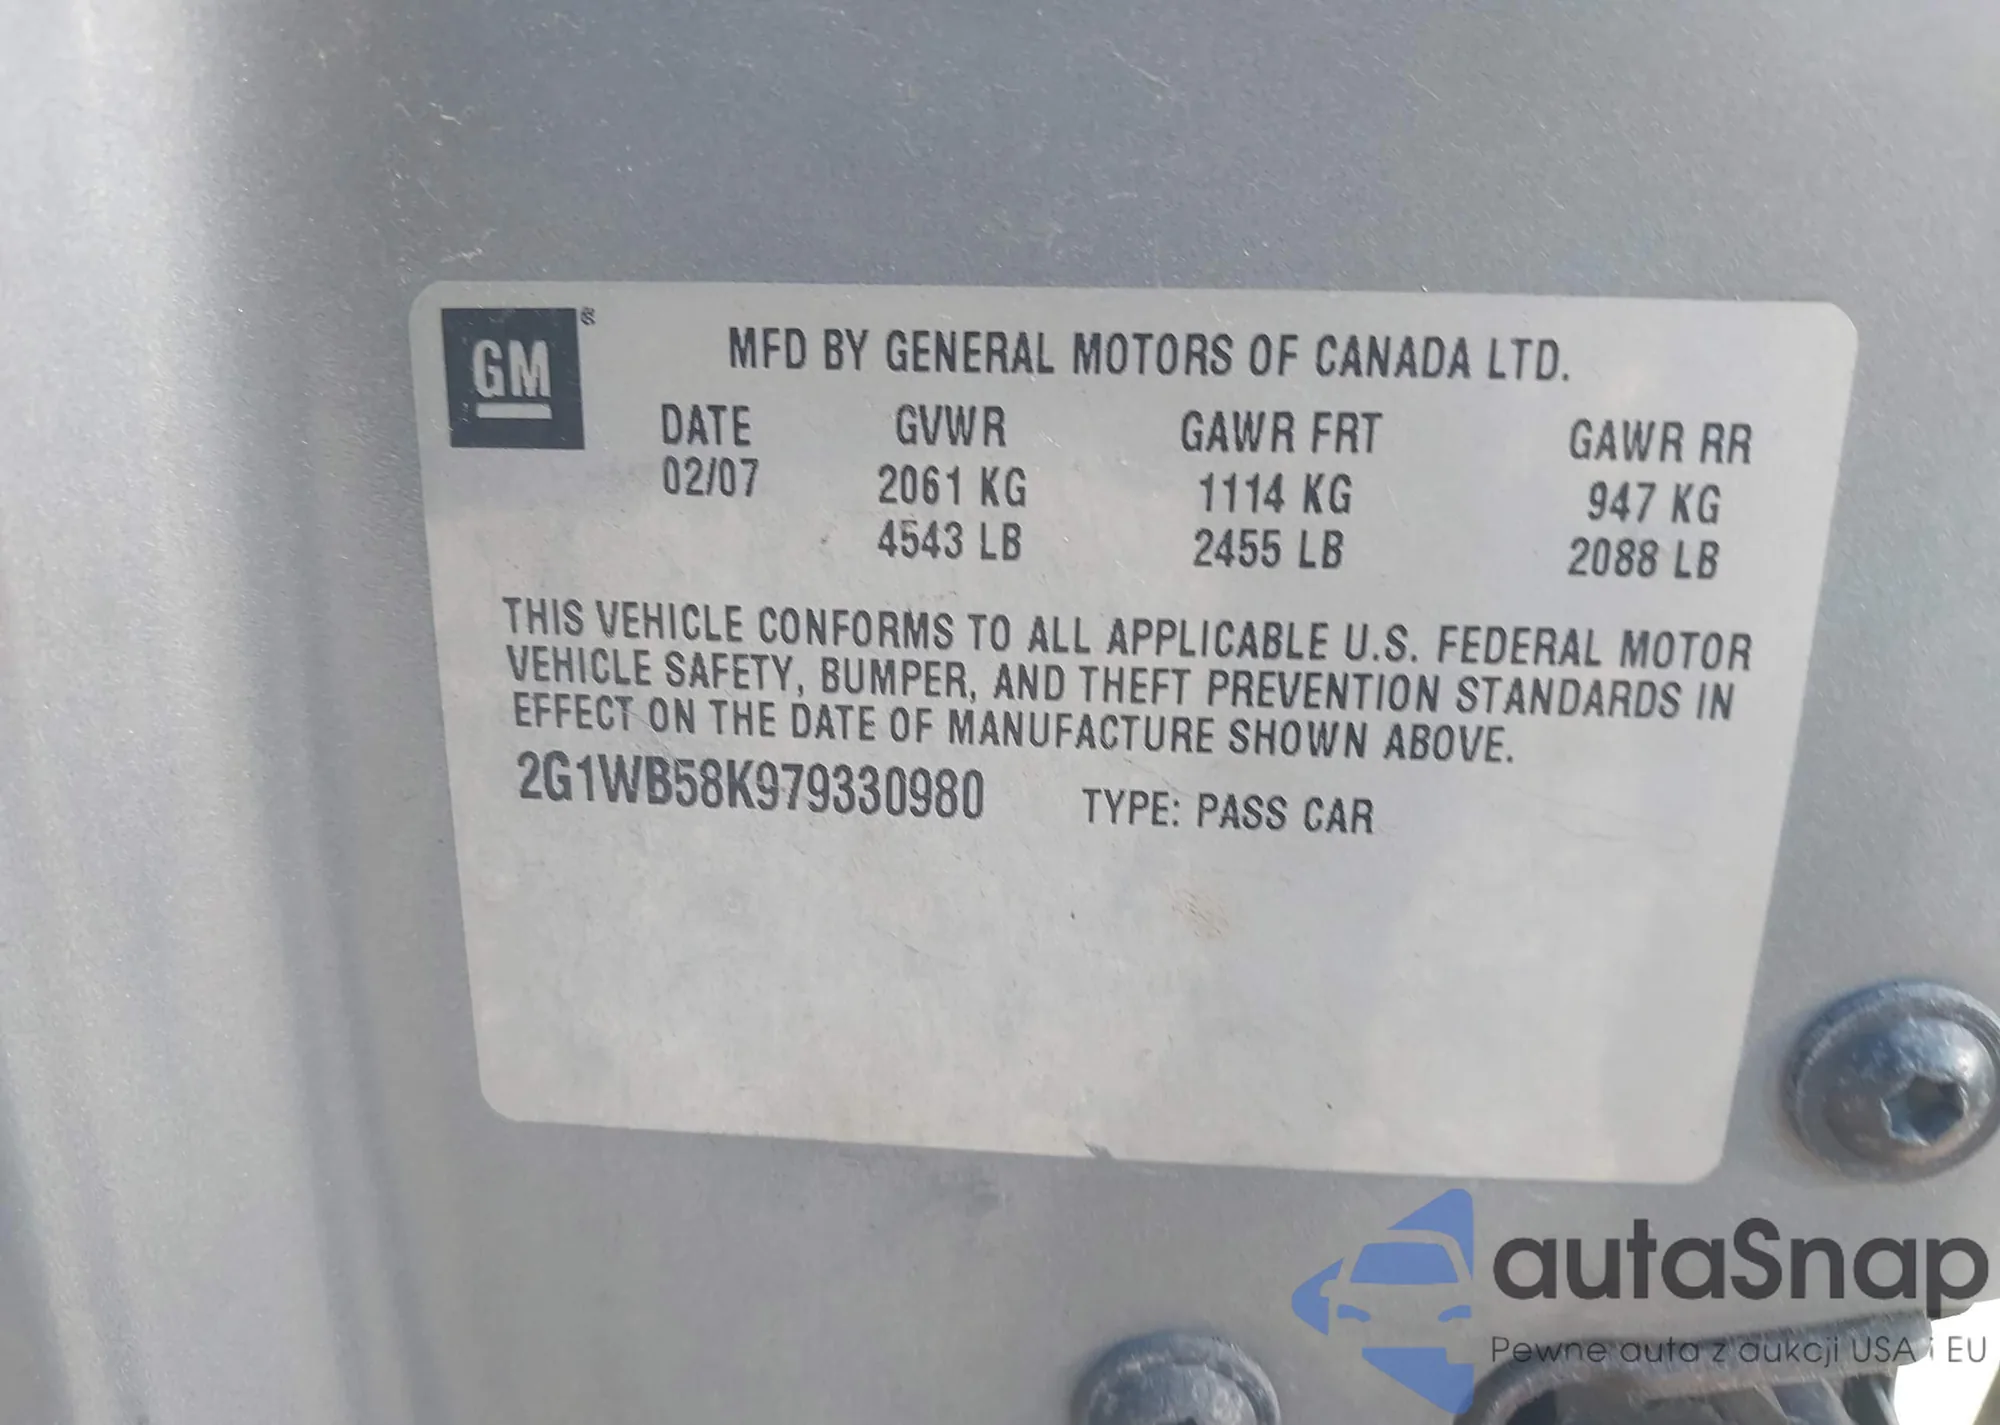 GM®
MFD BY GENERAL MOTORS OF CANADA LTD.
DATE GVWR GAWR FRT GAWR RR
02/07 2061 KG 1114 KG 947 KG
4543 LB 2455 LB 2088 LB
THIS VEHICLE CONFORMS TO ALL APPLICABLE U.S. FEDERAL MOTOR
VEHICLE SAFETY, BUMPER, AND THEFT PREVENTION STANDARDS IN
EFFECT ON THE DATE OF MANUFACTURE SHOWN ABOVE.
2G1WB58K979330980 TYPE: PASS CAR
autaSnap
Pewne auta z aukcji USA i EU